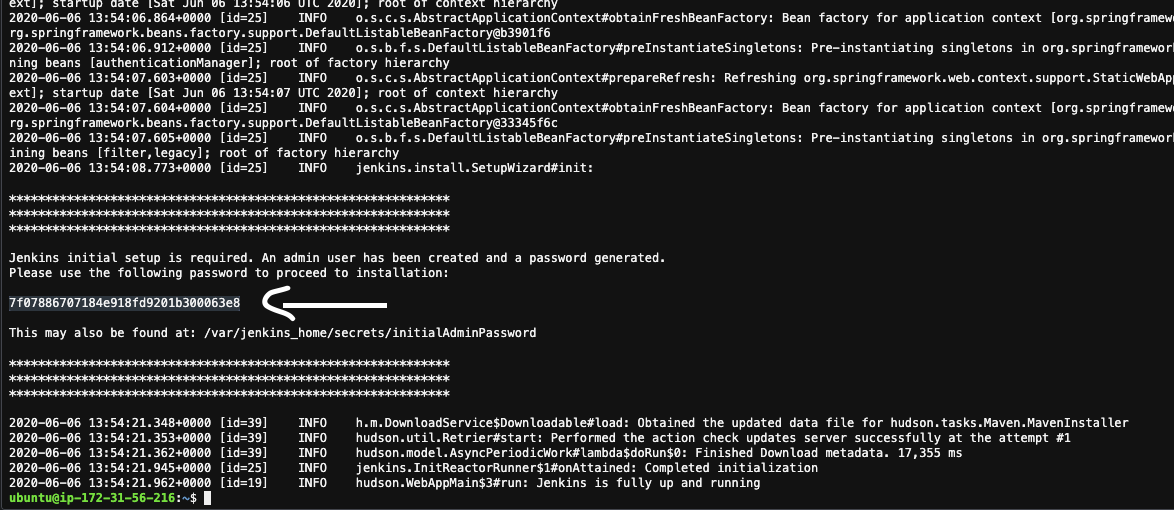 ext]; startup date [Sat Jun 06 13:54:06 UTC 2020]; root of context hierarchy
2020-06-06 13:54:06.864+0000 [id=25] INFO o.s.c.s.AbstractApplicationContext#obtainFreshBeanFactory: Bean factory for application context [org.springframew
rg.springframework.beans.factory.support.DefaultListableBeanFactory@b3901f6
2020-06-06 13:54:06.912+0000 [id=25] INFO o.s.b.f.s.DefaultListableBeanFactory#preInstantiateSingletons: Pre-instantiating singletons in org.springframework
ning beans [authenticationManager]; root of factory hierarchy
2020-06-06 13:54:07.603+0000 [id=25] INFO o.s.c.s.AbstractApplicationContext#prepareRefresh: Refreshing org.springframework.web.context.support.StaticWebAp
ext]; startup date [Sat Jun 06 13:54:07 UTC 2020]; root of context hierarchy
2020-06-06 13:54:07.604+0000 [id=25] INFO o.s.c.s.AbstractApplicationContext#obtainFreshBeanFactory: Bean factory for application context [org.springframew
rg.springframework.beans.factory.support.DefaultListableBeanFactory@33345f6c
2020-06-06 13:54:07.605+0000 [id=25] INFO o.s.b.f.s.DefaultListableBeanFactory#preInstantiateSingletons: Pre-instantiating singletons in org.springframework
ining beans [filter,legacy]; root of factory hierarchy
2020-06-06 13:54:08.773+0000 [id=25] INFO jenkins.install.SetupWizard#init:
*************************************************************
*************************************************************
*************************************************************
Jenkins initial setup is required. An admin user has been created and a password generated.
Please use the following password to proceed to installation:
7f07886707184e918fd9201b300063e8
This may also be found at: /var/jenkins_home/secrets/initialAdminPassword
*************************************************************
*************************************************************
*************************************************************
2020-06-06 13:54:21.348+0000 [id=39] INFO h.m.DownloadService$Downloadable#load: Obtained the updated data file for hudson.tasks.Maven.MavenInstaller
2020-06-06 13:54:21.353+0000 [id=39] INFO hudson.util.Retrier#start: Performed the action check updates server successfully at the attempt #1
2020-06-06 13:54:21.362+0000 [id=39] INFO hudson.model.AsyncPeriodicWork#lambda$doRun$0: Finished Download metadata. 17,355 ms
2020-06-06 13:54:21.945+0000 [id=25] INFO jenkins.InitReactorRunner$1#onAttained: Completed initialization
2020-06-06 13:54:21.962+0000 [id=19] INFO hudson.WebAppMain$3#run: Jenkins is fully up and running
ubuntu@ip-172-31-56-216:~$